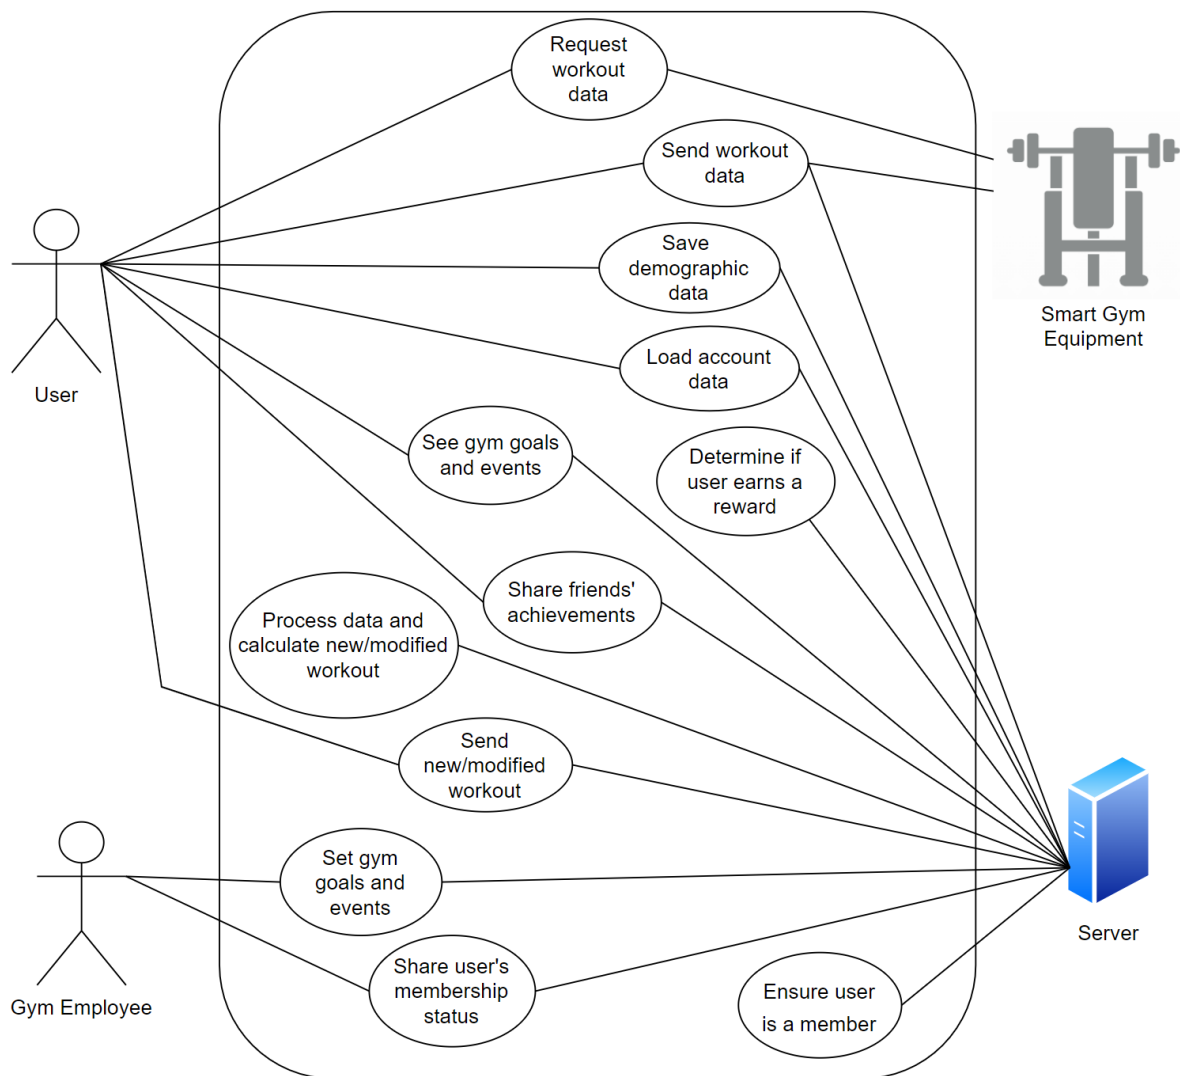 Request
workout
data
Send workout
data
Save
demographic
data
Smart Gym
Equipment
Load account
data
User
See gym goals
and events
Determine if
user earns a
reward
Share friends'
achievements
Process data and
calculate new/modified
workout
Send
new/modified
workout
Set gym
goals and
events
Server
Share user's
membership
status
Gym Employee
Ensure user
is a member